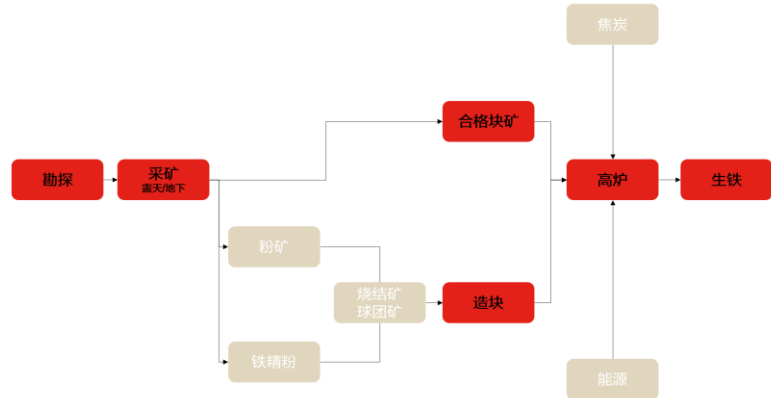 焦炭
合格块矿
勘探
采矿
露天/地下
高炉
生铁
粉矿
烧结矿
球团矿
造块
铁精粉
能源